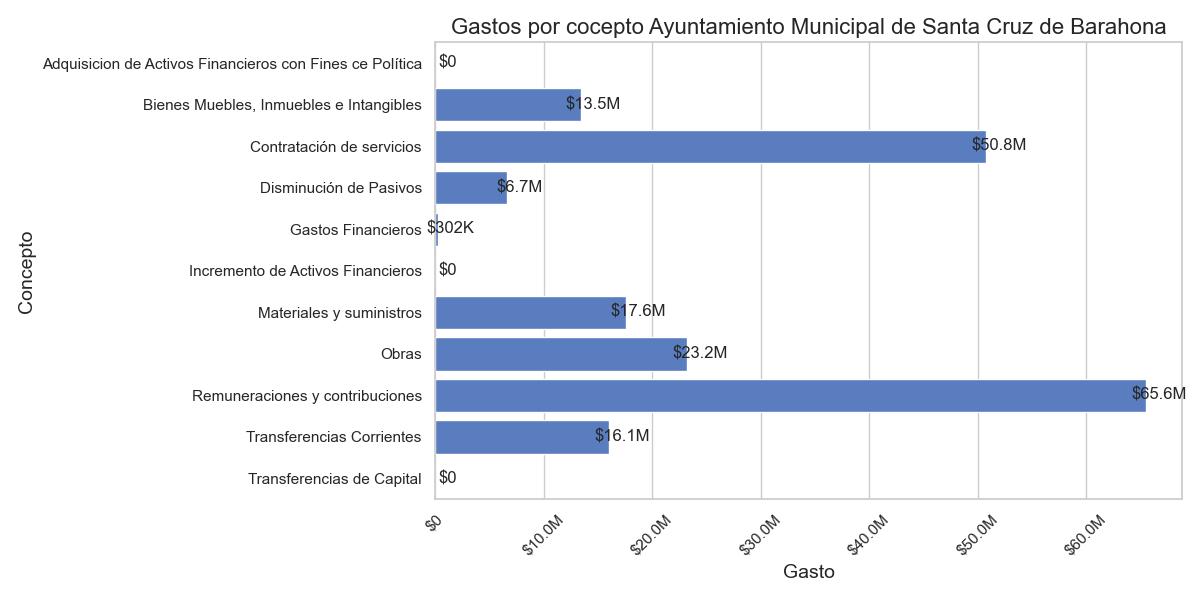 Gastos por cocepto Ayuntamiento Municipal de Santa Cruz de Barahona
Concepto
Adquisicion de Activos Financieros con Fines ce Política $0
Bienes Muebles, Inmuebles e Intangibles $13.5M
Contratación de servicios $50.8M
Disminución de Pasivos $6.7M
Gastos Financieros $302K
Incremento de Activos Financieros $0
Materiales y suministros $17.6M
Obras $23.2M
Remuneraciones y contribuciones $65.6M
Transferencias Corrientes $16.1M
Transferencias de Capital $0
$0 $10.0M $20.0M $30.0M $40.0M $50.0M $60.0M
Gasto